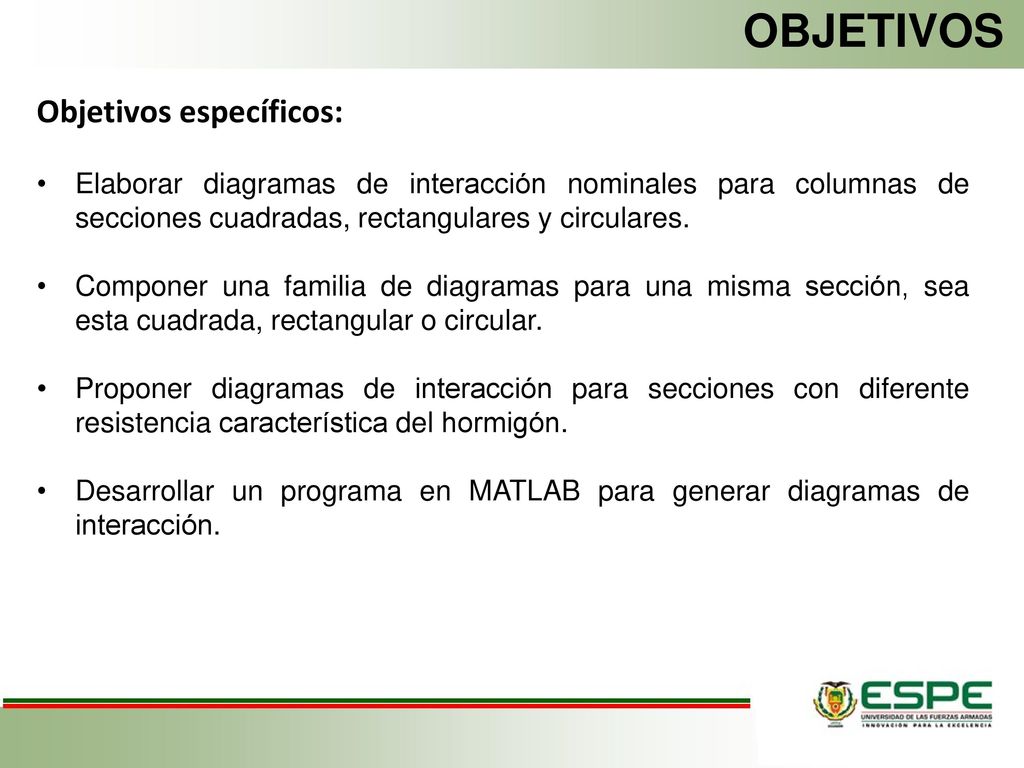 OBJETIVOS
Objetivos específicos:
• Elaborar diagramas de interacción nominales para columnas de
secciones cuadradas, rectangulares y circulares.
• Componer una familia de diagramas para una misma sección, sea
esta cuadrada, rectangular o circular.
• Proponer diagramas de interacción para secciones con diferente
resistencia característica del hormigón.
• Desarrollar un programa en MATLAB para generar diagramas de
interacción.
ESPE
UNIVERSIDAD DE LAS FUERZAS ARMADAS
INNOVACIÓN PARA LA EXCELENCIA